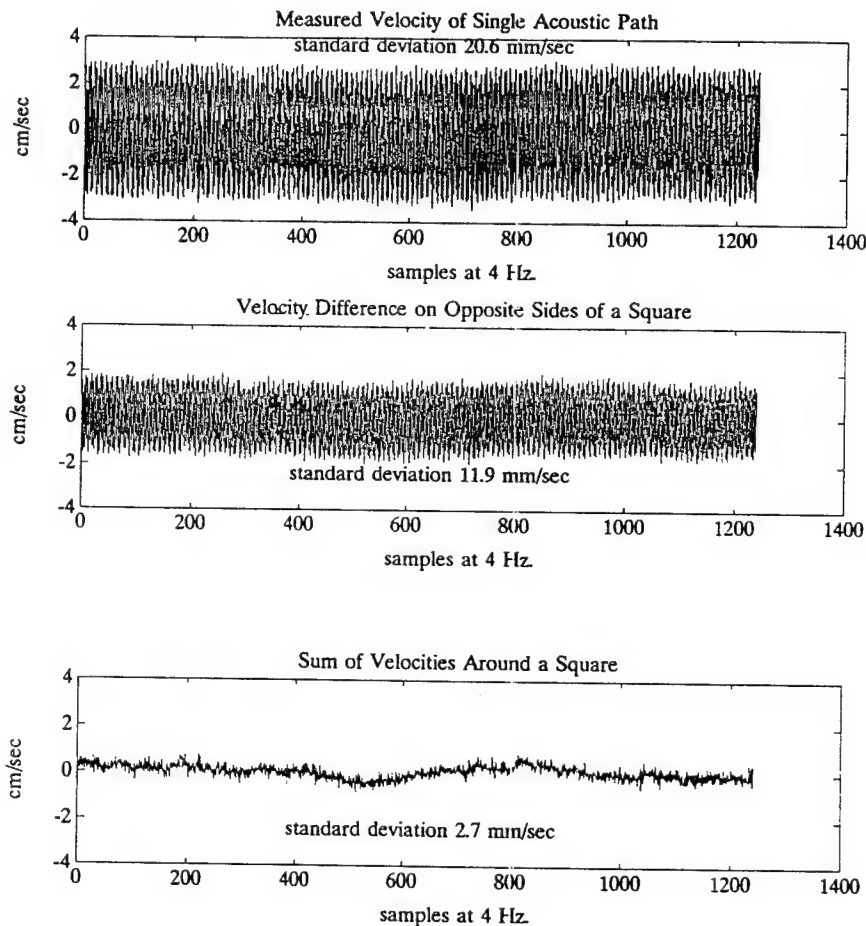 Measured Velocity of Single Acoustic Path
standard deviation 20.6 mm/sec
4
2
0
-2
-4
cm/sec
0 200 400 600 800 1000 1200 1400
samples at 4 Hz.
Velocity Difference on Opposite Sides of a Square
4
2
0
-2
-4
cm/sec
standard deviation 11.9 mm/sec
0 200 400 600 800 1000 1200 1400
samples at 4 Hz.
Sum of Velocities Around a Square
4
2
0
-2
-4
cm/sec
standard deviation 2.7 mm/sec
0 200 400 600 800 1000 1200 1400
samples at 4 Hz.